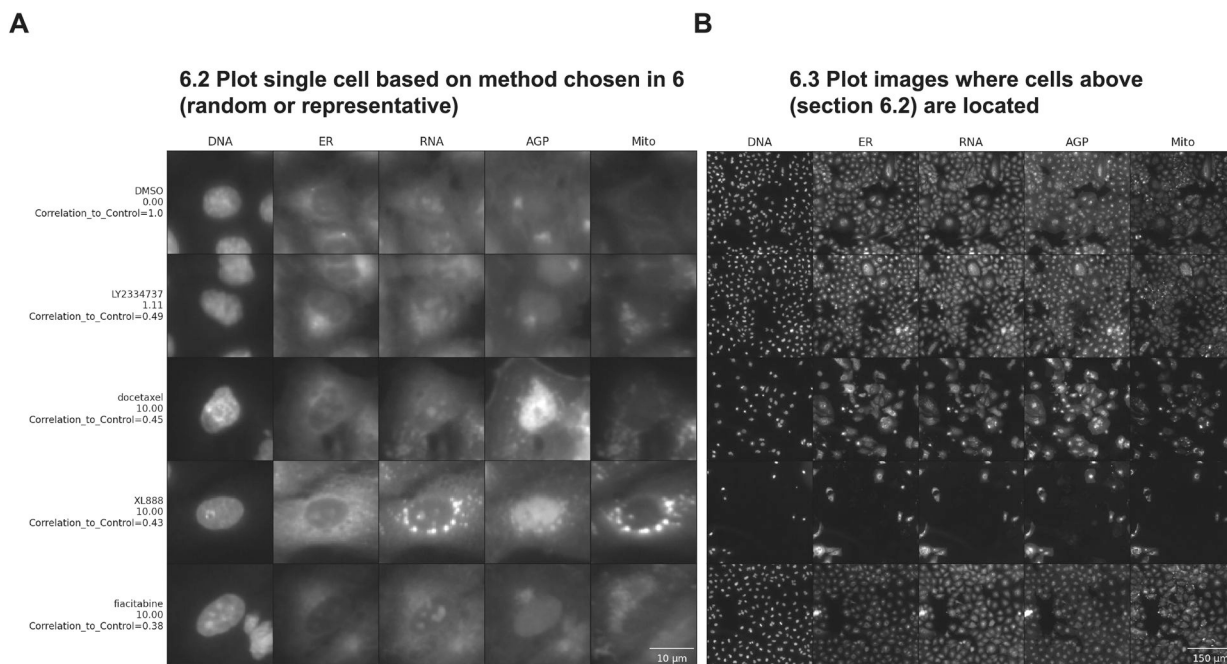 A
B
6.2 Plot single cell based on method chosen in 6
(random or representative)
6.3 Plot images where cells above
(section 6.2) are located
DNA ER RNA AGP Mito
DNA ER RNA AGP Mito
DMSO
0.00
Correlation_to_Control=1.0
LY2334737
1.11
Correlation_to_Control=0.49
docetaxel
10.00
Correlation_to_Control=0.45
XL888
10.00
Correlation_to_Control=0.43
fiacitabine
10.00
Correlation_to_Control=0.38
10 μm
150 μm